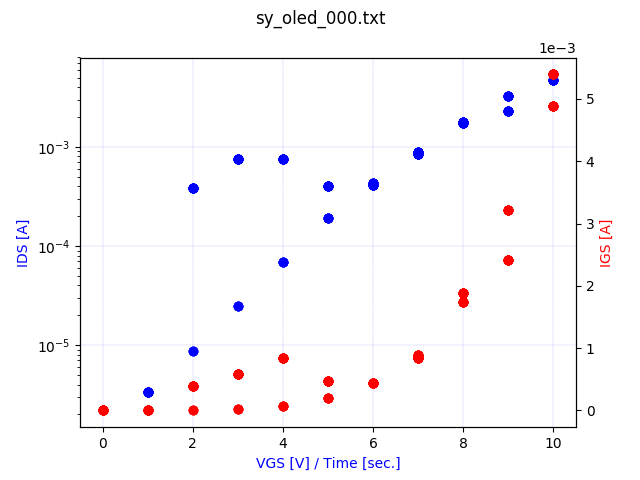 sy_oled_000.txt
1e−3
10⁻³
10⁻⁴
10⁻⁵
IDS [A]
5
4
3
2
1
0
IGS [A]
0 2 4 6 8 10
VGS [V] / Time [sec.]